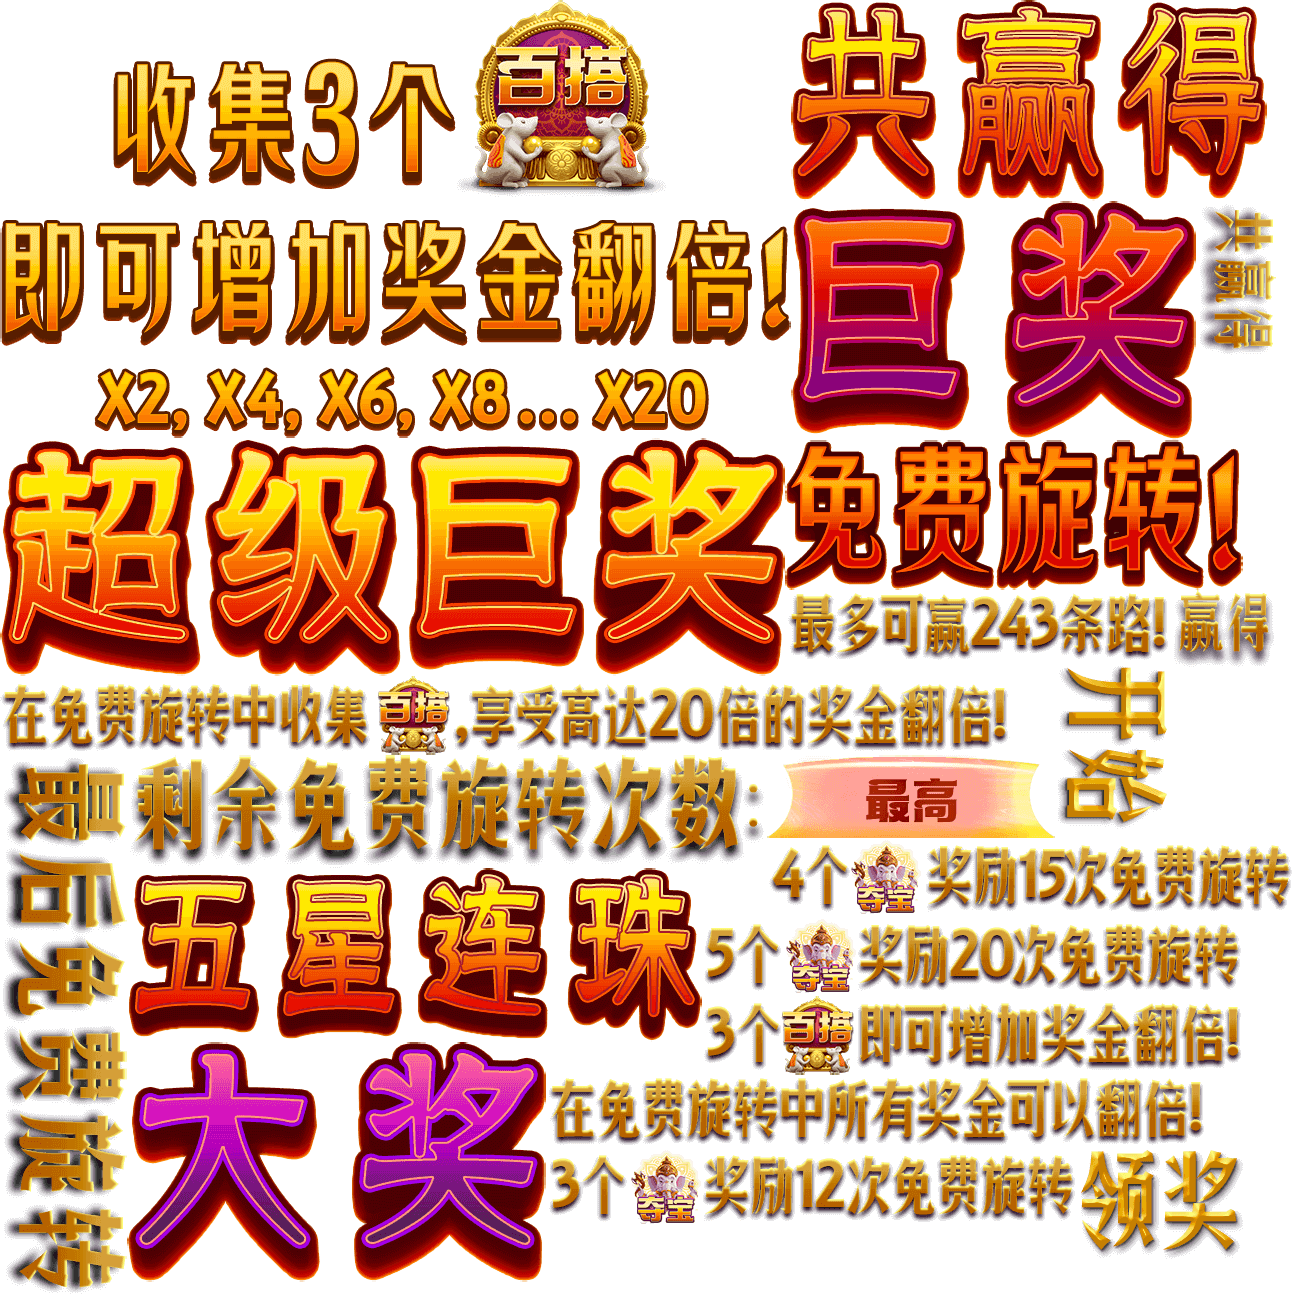 收集3个百搭
共赢得
即可增加奖金翻倍!
巨奖
共赢得
X2, X4, X6, X8... X20
超级巨奖
免费旋转!
最多可赢243条路!
赢得
在免费旋转中收集百搭,享受高达20倍的奖金翻倍!
开始
最后免费旋转
剩余免费旋转次数:
最高
4个夺宝奖励15次免费旋转
五星连珠
5个夺宝奖励20次免费旋转
3个百搭即可增加奖金翻倍!
大奖
在免费旋转中所有奖金可以翻倍!
3个夺宝奖励12次免费旋转
领奖